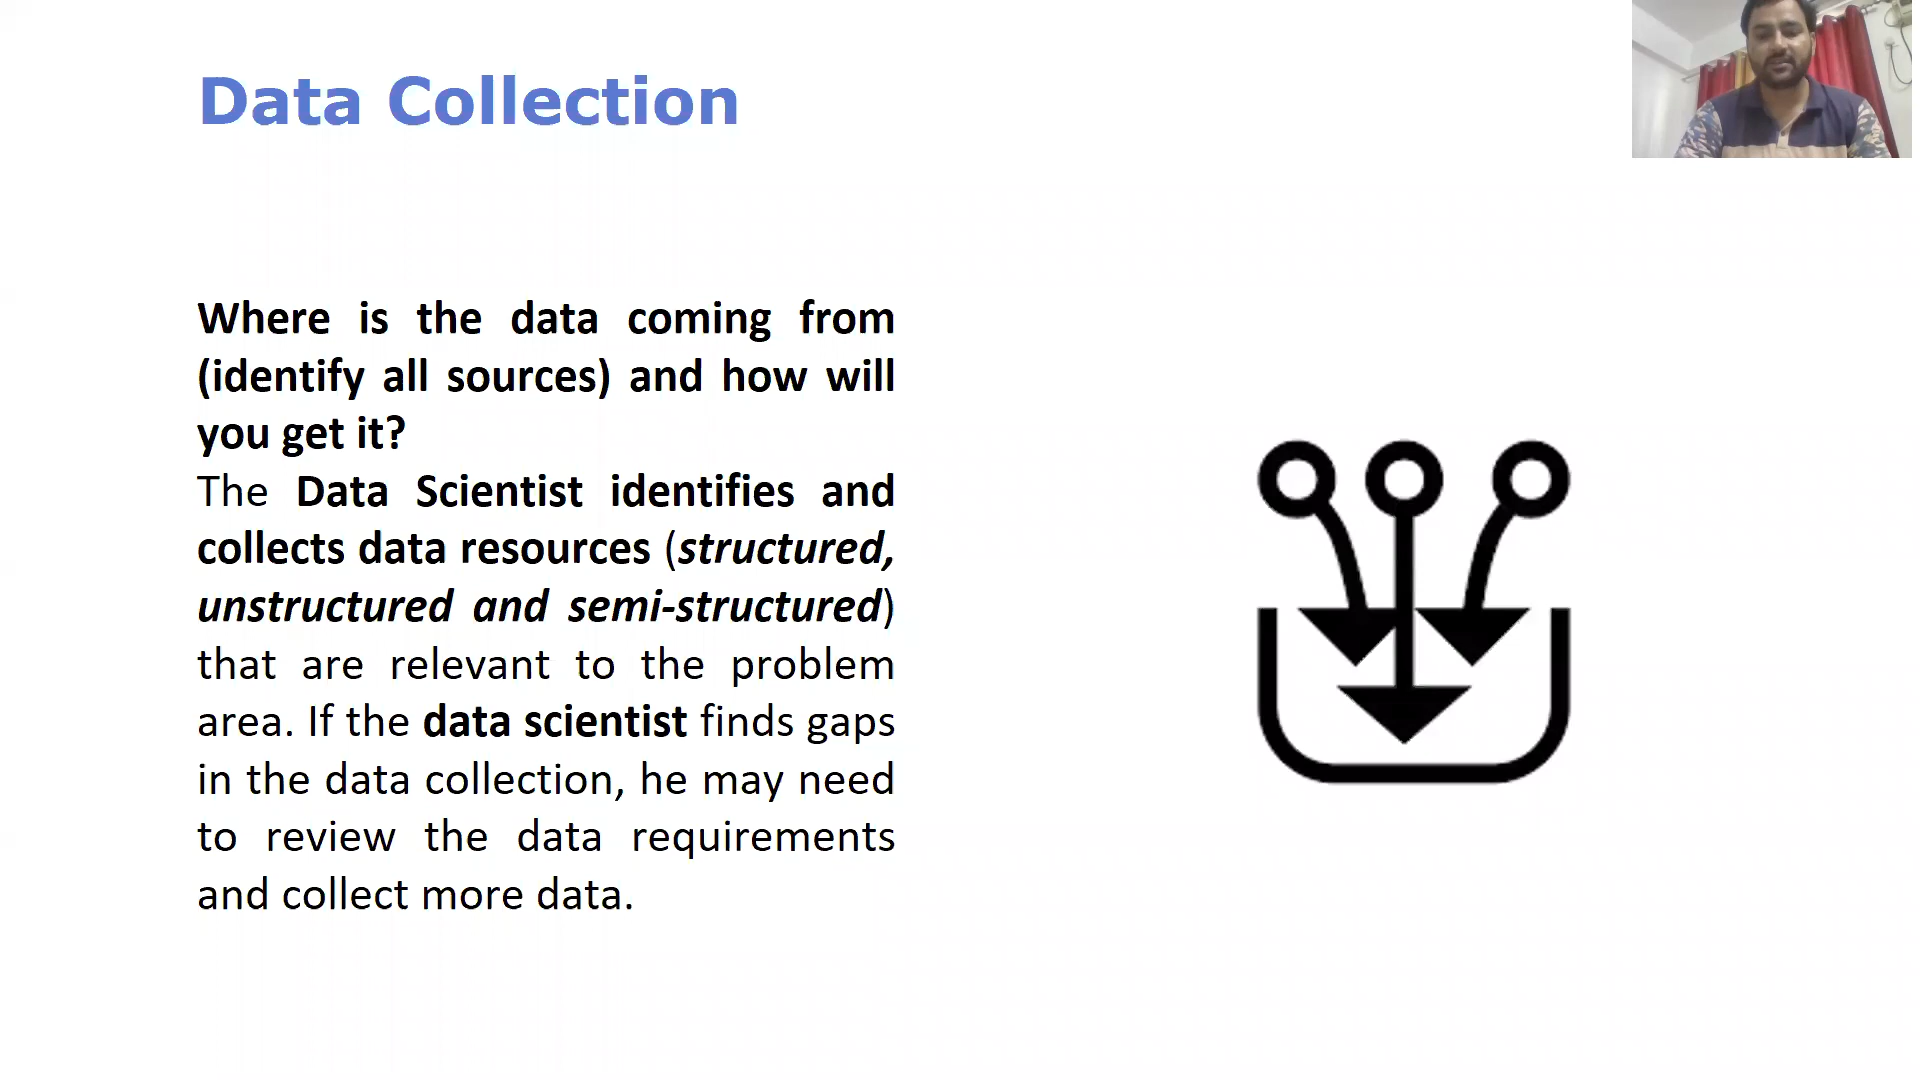 Data Collection
Where is the data coming from
(identify all sources) and how will
you get it?
The Data Scientist identifies and
collects data resources (structured,
unstructured and semi-structured)
that are relevant to the problem
area. If the data scientist finds gaps
in the data collection, he may need
to review the data requirements
and collect more data.